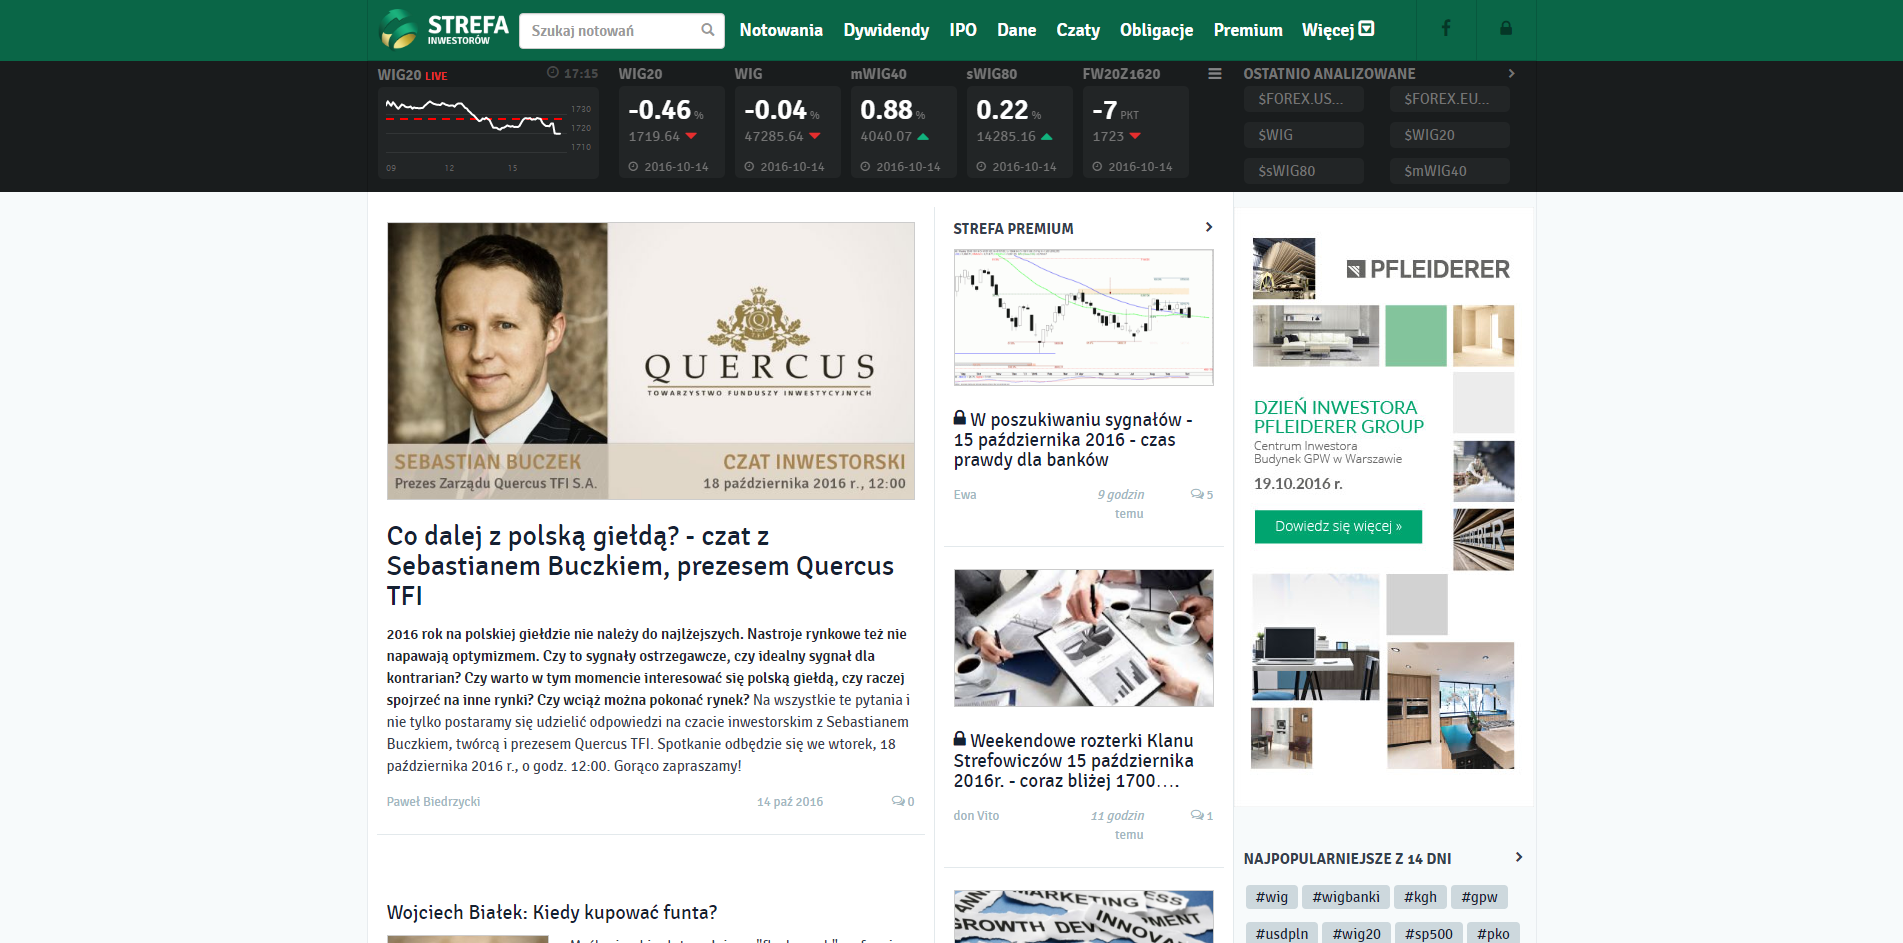 STREFA
INWESTORÓW
Szukaj notowań
Notowania
Dywidendy
IPO
Dane
Czaty
Obligacje
Premium
Więcej
WIG20 LIVE
17:15
1730
1720
1710
09
12
15
WIG20
-0.46 %
1719.64
2016-10-14
WIG
-0.04 %
47285.64
2016-10-14
mWIG40
0.88 %
4040.07
2016-10-14
sWIG80
0.22 %
14285.16
2016-10-14
FW20Z1620
-7 PKT
1723
2016-10-14
OSTATNIO ANALIZOWANE
$FOREX.US...
$FOREX.EU...
$WIG
$WIG20
$sWIG80
$mWIG40
QUERCUS
TOWARZYSTWO FUNDUSZY INWESTYCYJNYCH
SEBASTIAN BUCZEK
Prezes Zarządu Quercus TFI S.A.
CZAT INWESTORSKI
18 października 2016 r., 12:00
Co dalej z polską giełdą? - czat z
Sebastianem Buczkiem, prezesem Quercus
TFI
2016 rok na polskiej giełdzie nie należy do najlżejszych. Nastroje rynkowe też nie
napawają optymizmem. Czy to sygnały ostrzegawcze, czy idealny sygnał dla
kontrarian? Czy warto w tym momencie interesować się polską giełdą, czy raczej
spojrzeć na inne rynki? Czy wciąż można pokonać rynek? Na wszystkie te pytania i
nie tylko postaramy się udzielić odpowiedzi na czacie inwestorskim z Sebastianem
Buczkiem, twórcą i prezesem Quercus TFI. Spotkanie odbędzie się we wtorek, 18
października 2016 r., o godz. 12:00. Gorąco zapraszamy!
Paweł Biedrzycki
14 paź 2016
0
Wojciech Białek: Kiedy kupować funta?
STREFA PREMIUM
W poszukiwaniu sygnałów -
15 października 2016 - czas
prawdy dla banków
Ewa
9 godzin
temu
5
Weekendowe rozterki Klanu
Strefowiczów 15 października
2016r. - coraz bliżej 1700….
don Vito
11 godzin
temu
1
MARKETING
GROWTH
INNOVMENT
PFLEIDERER
DZIEŃ INWESTORA
PFLEIDERER GROUP
Centrum Inwestora
Budynek GPW w Warszawie
19.10.2016 r.
Dowiedz się więcej »
NAJPOPULARNIEJSZE Z 14 DNI
#wig
#wigbanki
#kgh
#gpw
#usdpln
#wig20
#sp500
#pko